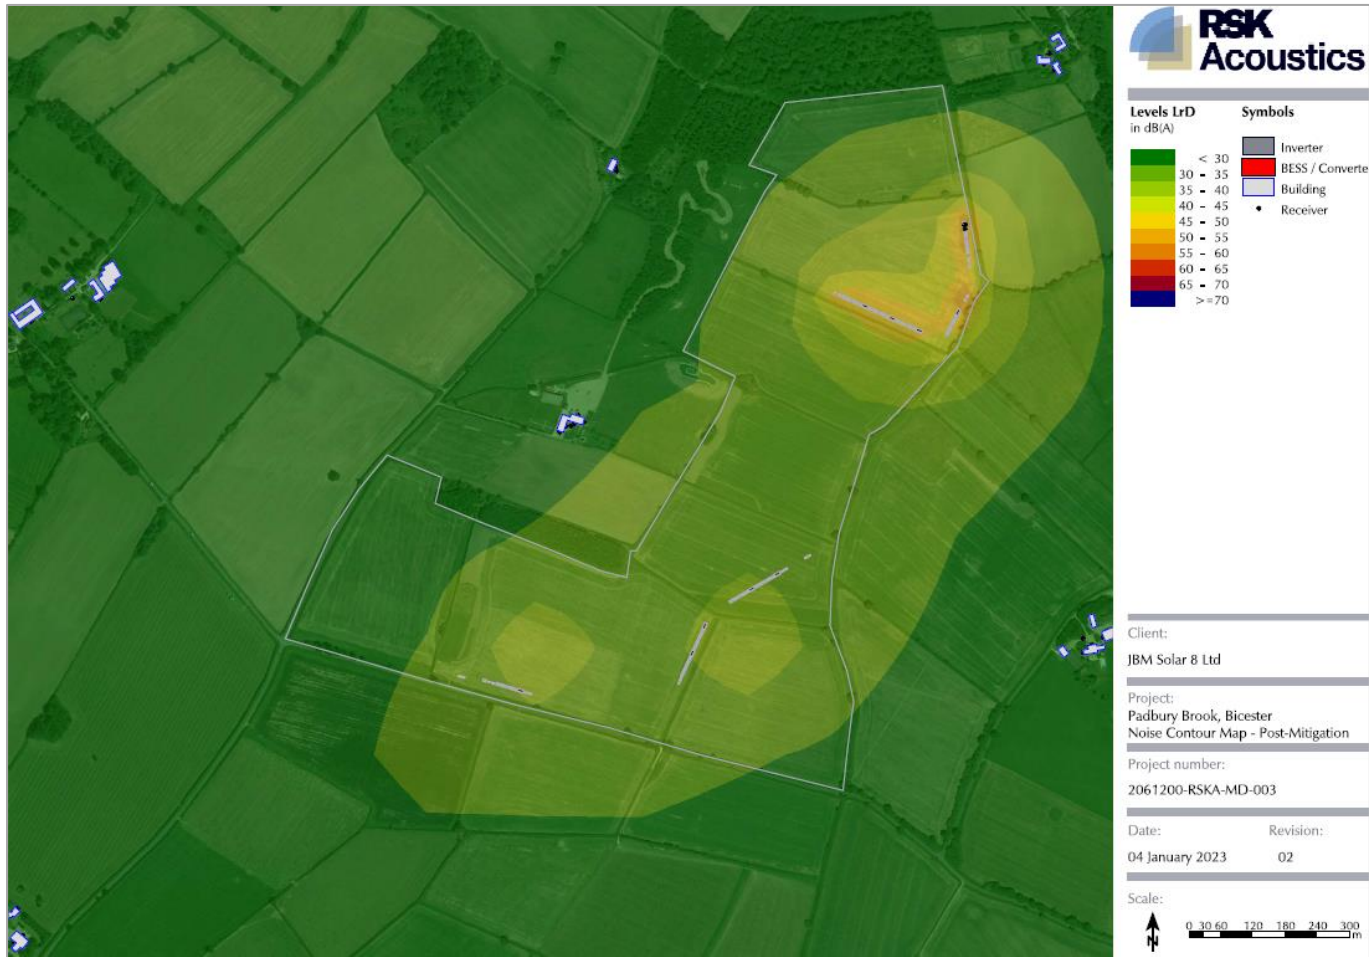 RSK
Acoustics
Levels LrD
in dB(A)
Symbols
< 30
30 - 35
35 - 40
40 - 45
45 - 50
50 - 55
55 - 60
60 - 65
65 - 70
>=70
Inverter
BESS / Converte
Building
Receiver
Client:
JBM Solar 8 Ltd
Project:
Padbury Brook, Bicester
Noise Contour Map - Post-Mitigation
Project number:
2061200-RSKA-MD-003
Date:
Revision:
04 January 2023
02
Scale:
N
0 30 60 120 180 240 300
m